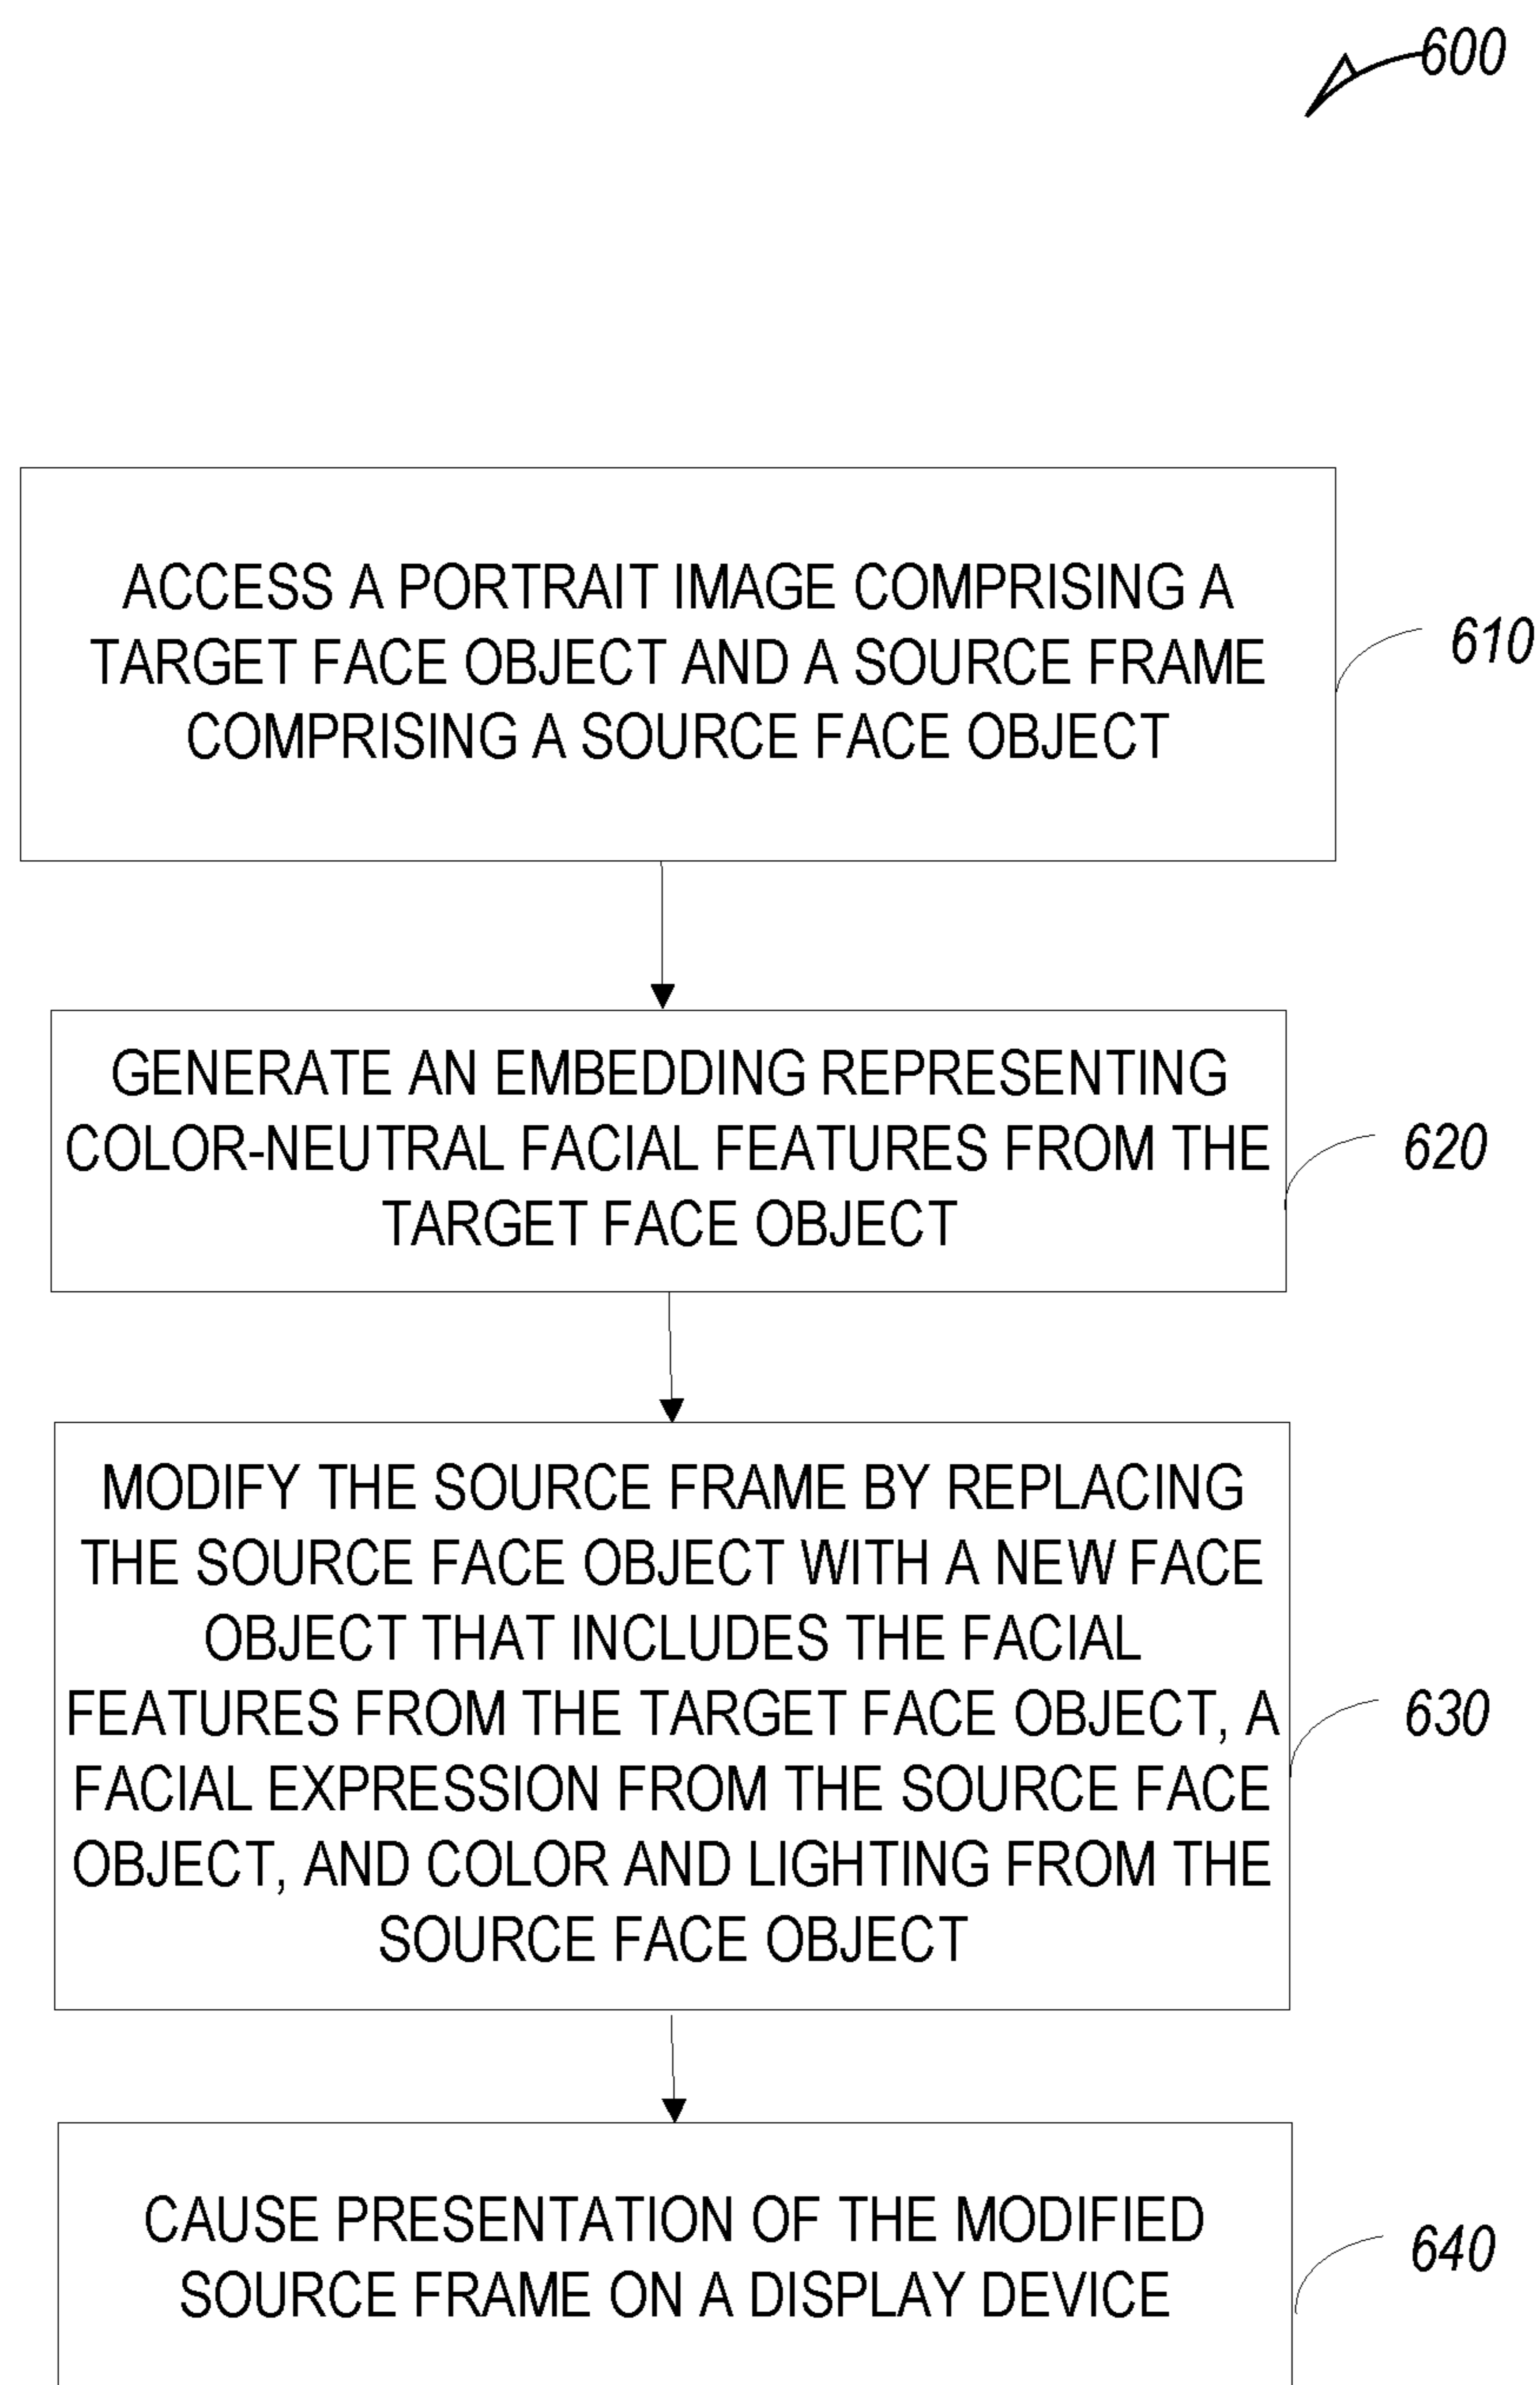 600
ACCESS A PORTRAIT IMAGE COMPRISING A
TARGET FACE OBJECT AND A SOURCE FRAME
COMPRISING A SOURCE FACE OBJECT
610
GENERATE AN EMBEDDING REPRESENTING
COLOR-NEUTRAL FACIAL FEATURES FROM THE
TARGET FACE OBJECT
620
MODIFY THE SOURCE FRAME BY REPLACING
THE SOURCE FACE OBJECT WITH A NEW FACE
OBJECT THAT INCLUDES THE FACIAL
FEATURES FROM THE TARGET FACE OBJECT, A
FACIAL EXPRESSION FROM THE SOURCE FACE
OBJECT, AND COLOR AND LIGHTING FROM THE
SOURCE FACE OBJECT
630
CAUSE PRESENTATION OF THE MODIFIED
SOURCE FRAME ON A DISPLAY DEVICE
640